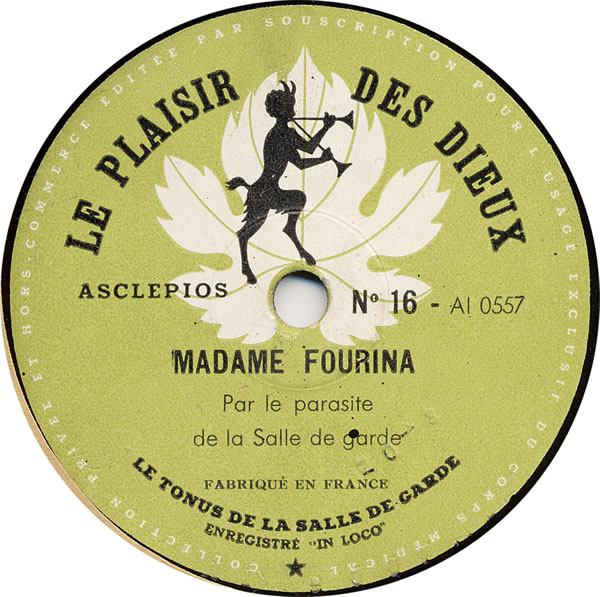 COLLECTION PRIVÉE ET HORS-COMMERCE ÉDITÉE PAR SOUSCRIPTION POUR L'USAGE EXCLUSIF DU CORPS MÉDICAL
LE PLAISIR DES DIEUX
ASCLEPIOS
Nº 16 - AI 0557
MADAME FOURINA
Par le parasite
de la Salle de garde
FABRIQUÉ EN FRANCE
LE TONUS DE LA SALLE DE GARDE
ENREGISTRÉ "IN LOCO"